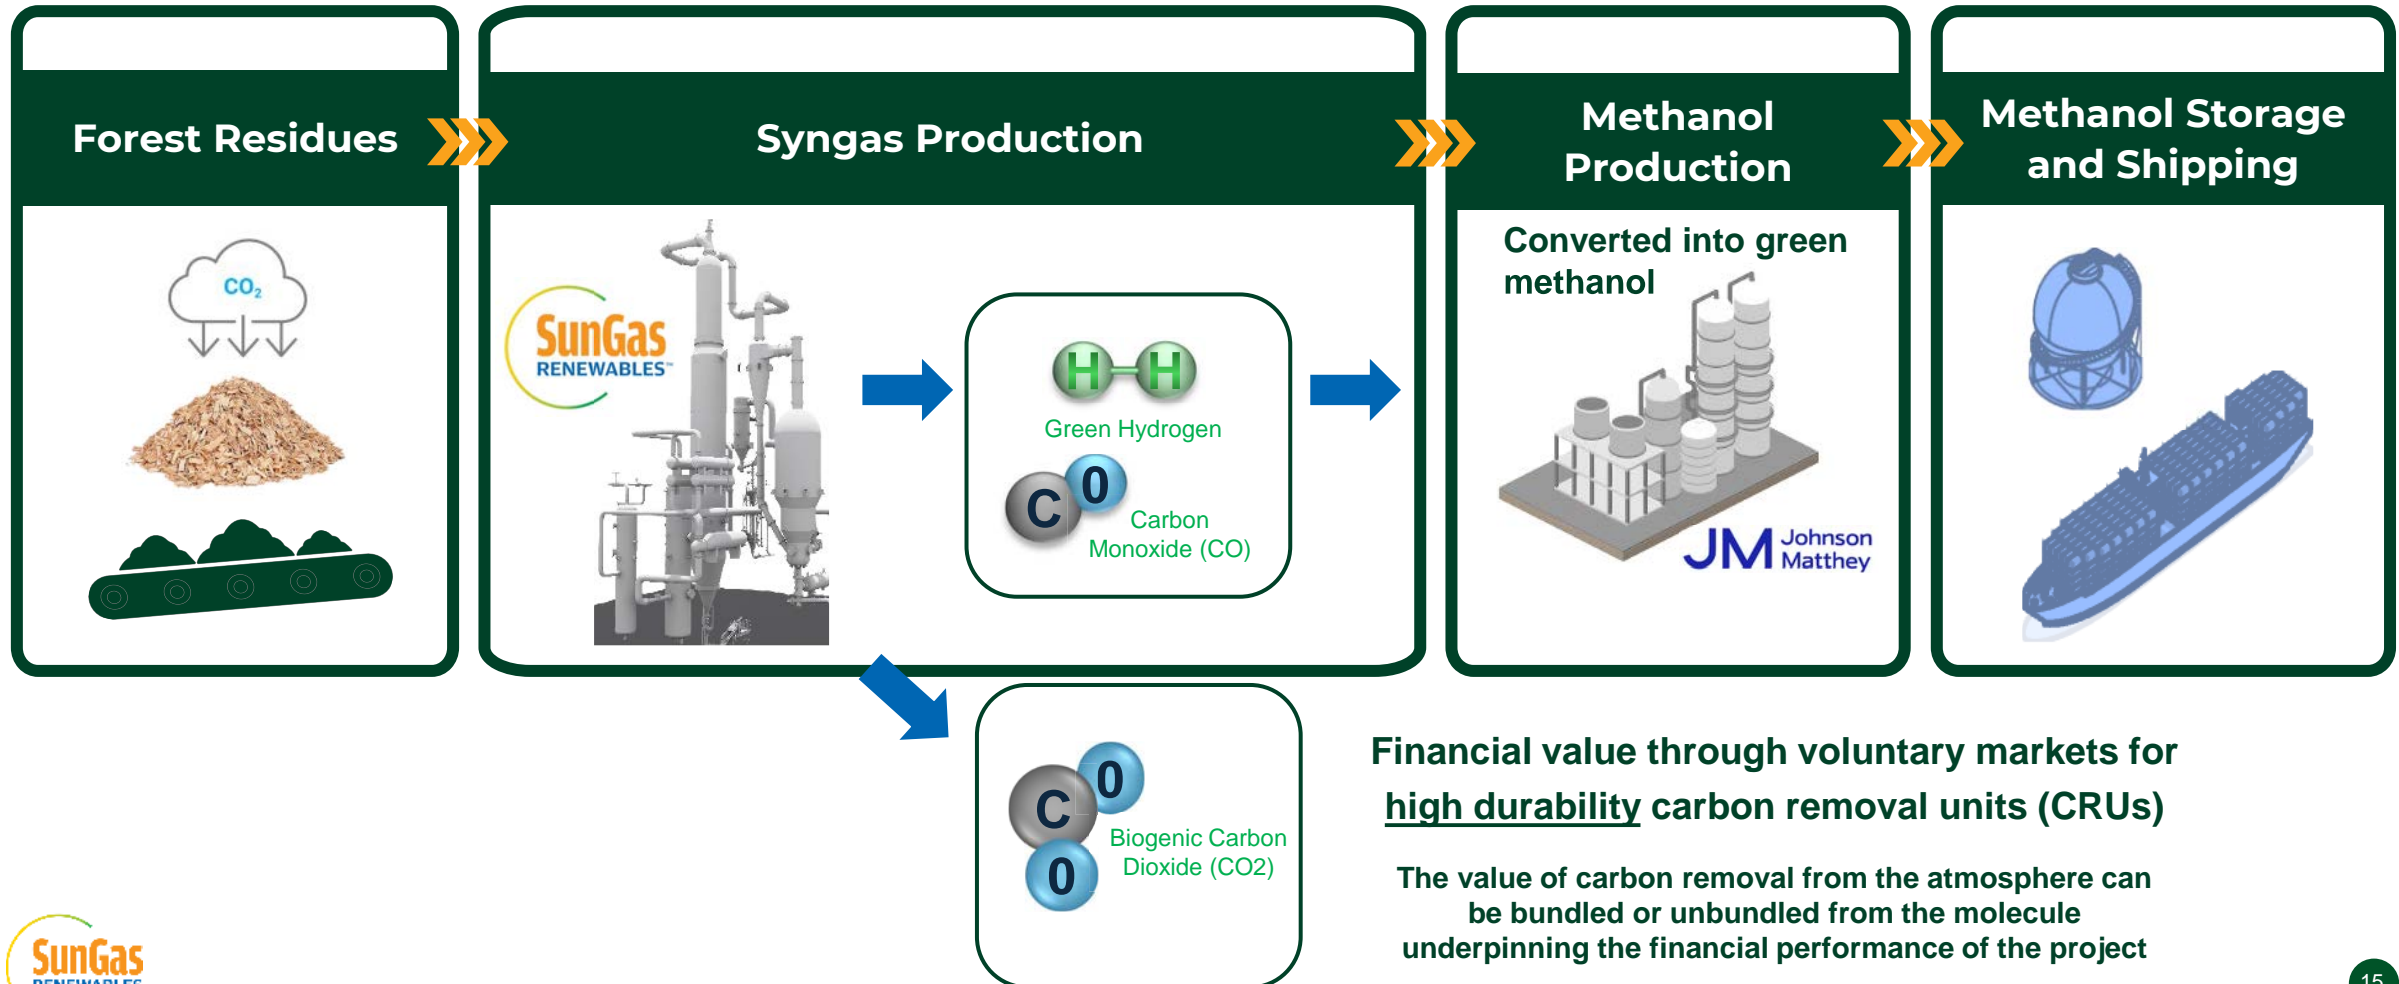 Forest Residues
Syngas Production
Methanol
Production
Methanol Storage
and Shipping
CO₂
SunGas
RENEWABLES™
H-H
Green Hydrogen
C O
Carbon
Monoxide (CO)
Converted into green
methanol
JM Johnson
Matthey
C O
O
Biogenic Carbon
Dioxide (CO2)
Financial value through voluntary markets for
high durability carbon removal units (CRUs)
The value of carbon removal from the atmosphere can
be bundled or unbundled from the molecule
underpinning the financial performance of the project
SunGas
RENEWABLES
15